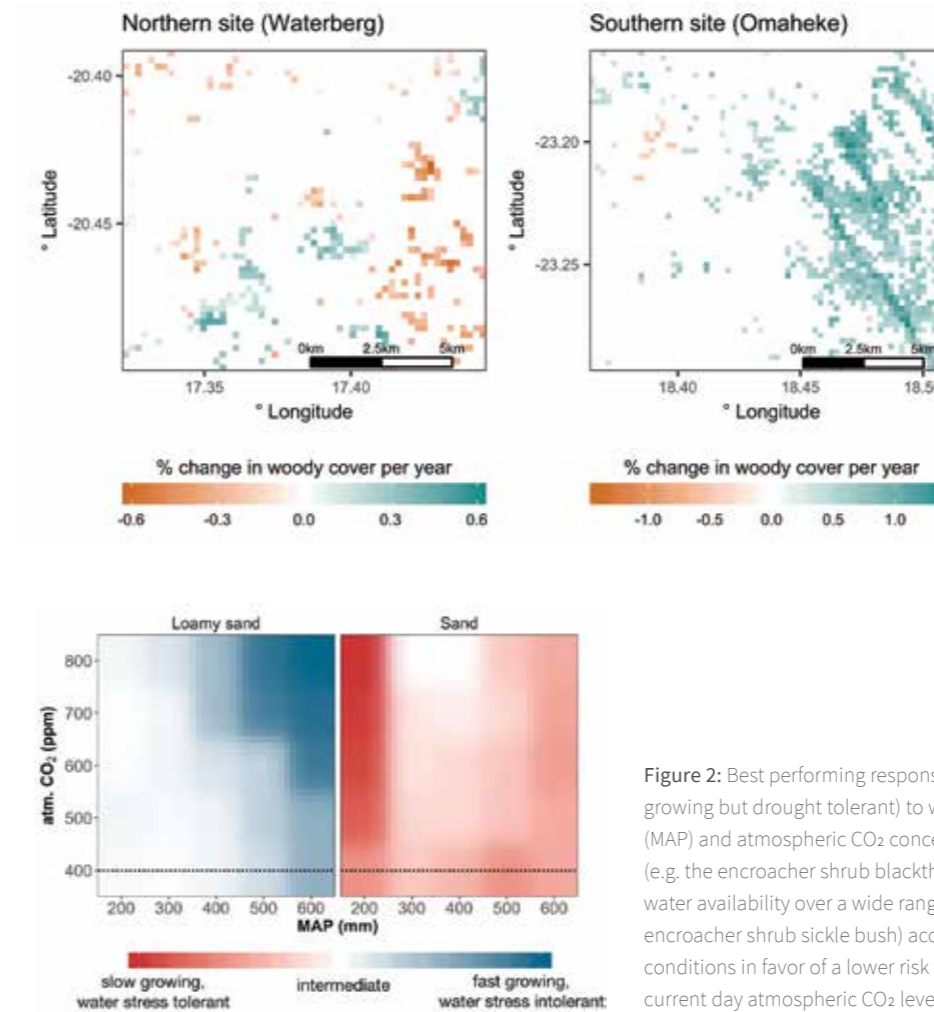 Northern site (Waterberg)
Southern site (Omaheke)
-20.40
-20.45
° Latitude
0km 2.5km 5km
17.35 17.40
° Longitude
% change in woody cover per year
-0.6 -0.3 0.0 0.3 0.6
-23.20
-23.25
° Latitude
0km 2.5km 5km
18.40 18.45 18.5
° Longitude
% change in woody cover per year
-1.0 -0.5 0.0 0.5 1.0
Loamy sand Sand
800
700
600
500
400
atm. CO₂ (ppm)
200 300 400 500 600 200 300 400 500 600
MAP (mm)
slow growing,
water stress tolerant
intermediate
fast growing,
water stress intolerant
Figure 2: Best performing respons
growing but drought tolerant) to w
(MAP) and atmospheric CO₂ conce
(e.g. the encroacher shrub blackth
water availability over a wide rang
encroacher shrub sickle bush) acc
conditions in favor of a lower risk
current day atmospheric CO₂ leve